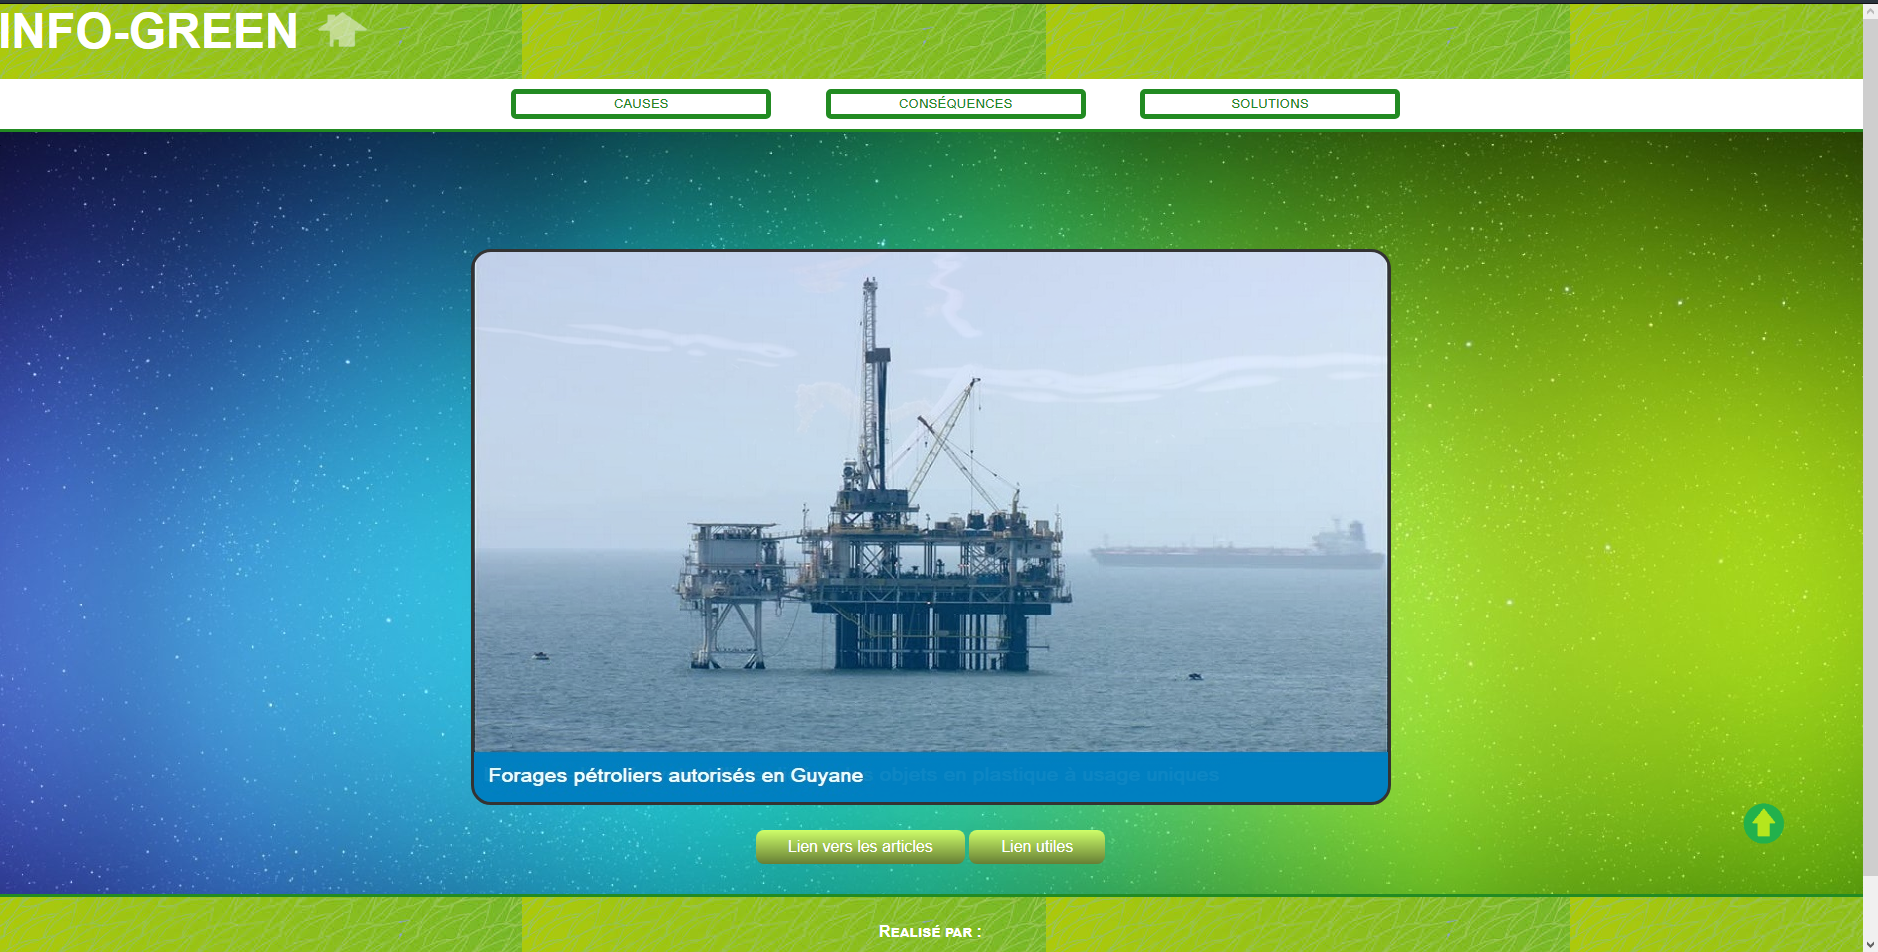 INFO-GREEN
CAUSES
CONSÉQUENCES
SOLUTIONS
Forages pétroliers autorisés en Guyane
objets en plastique à usage uniques
Lien vers les articles
Lien utiles
REALISÉ PAR :